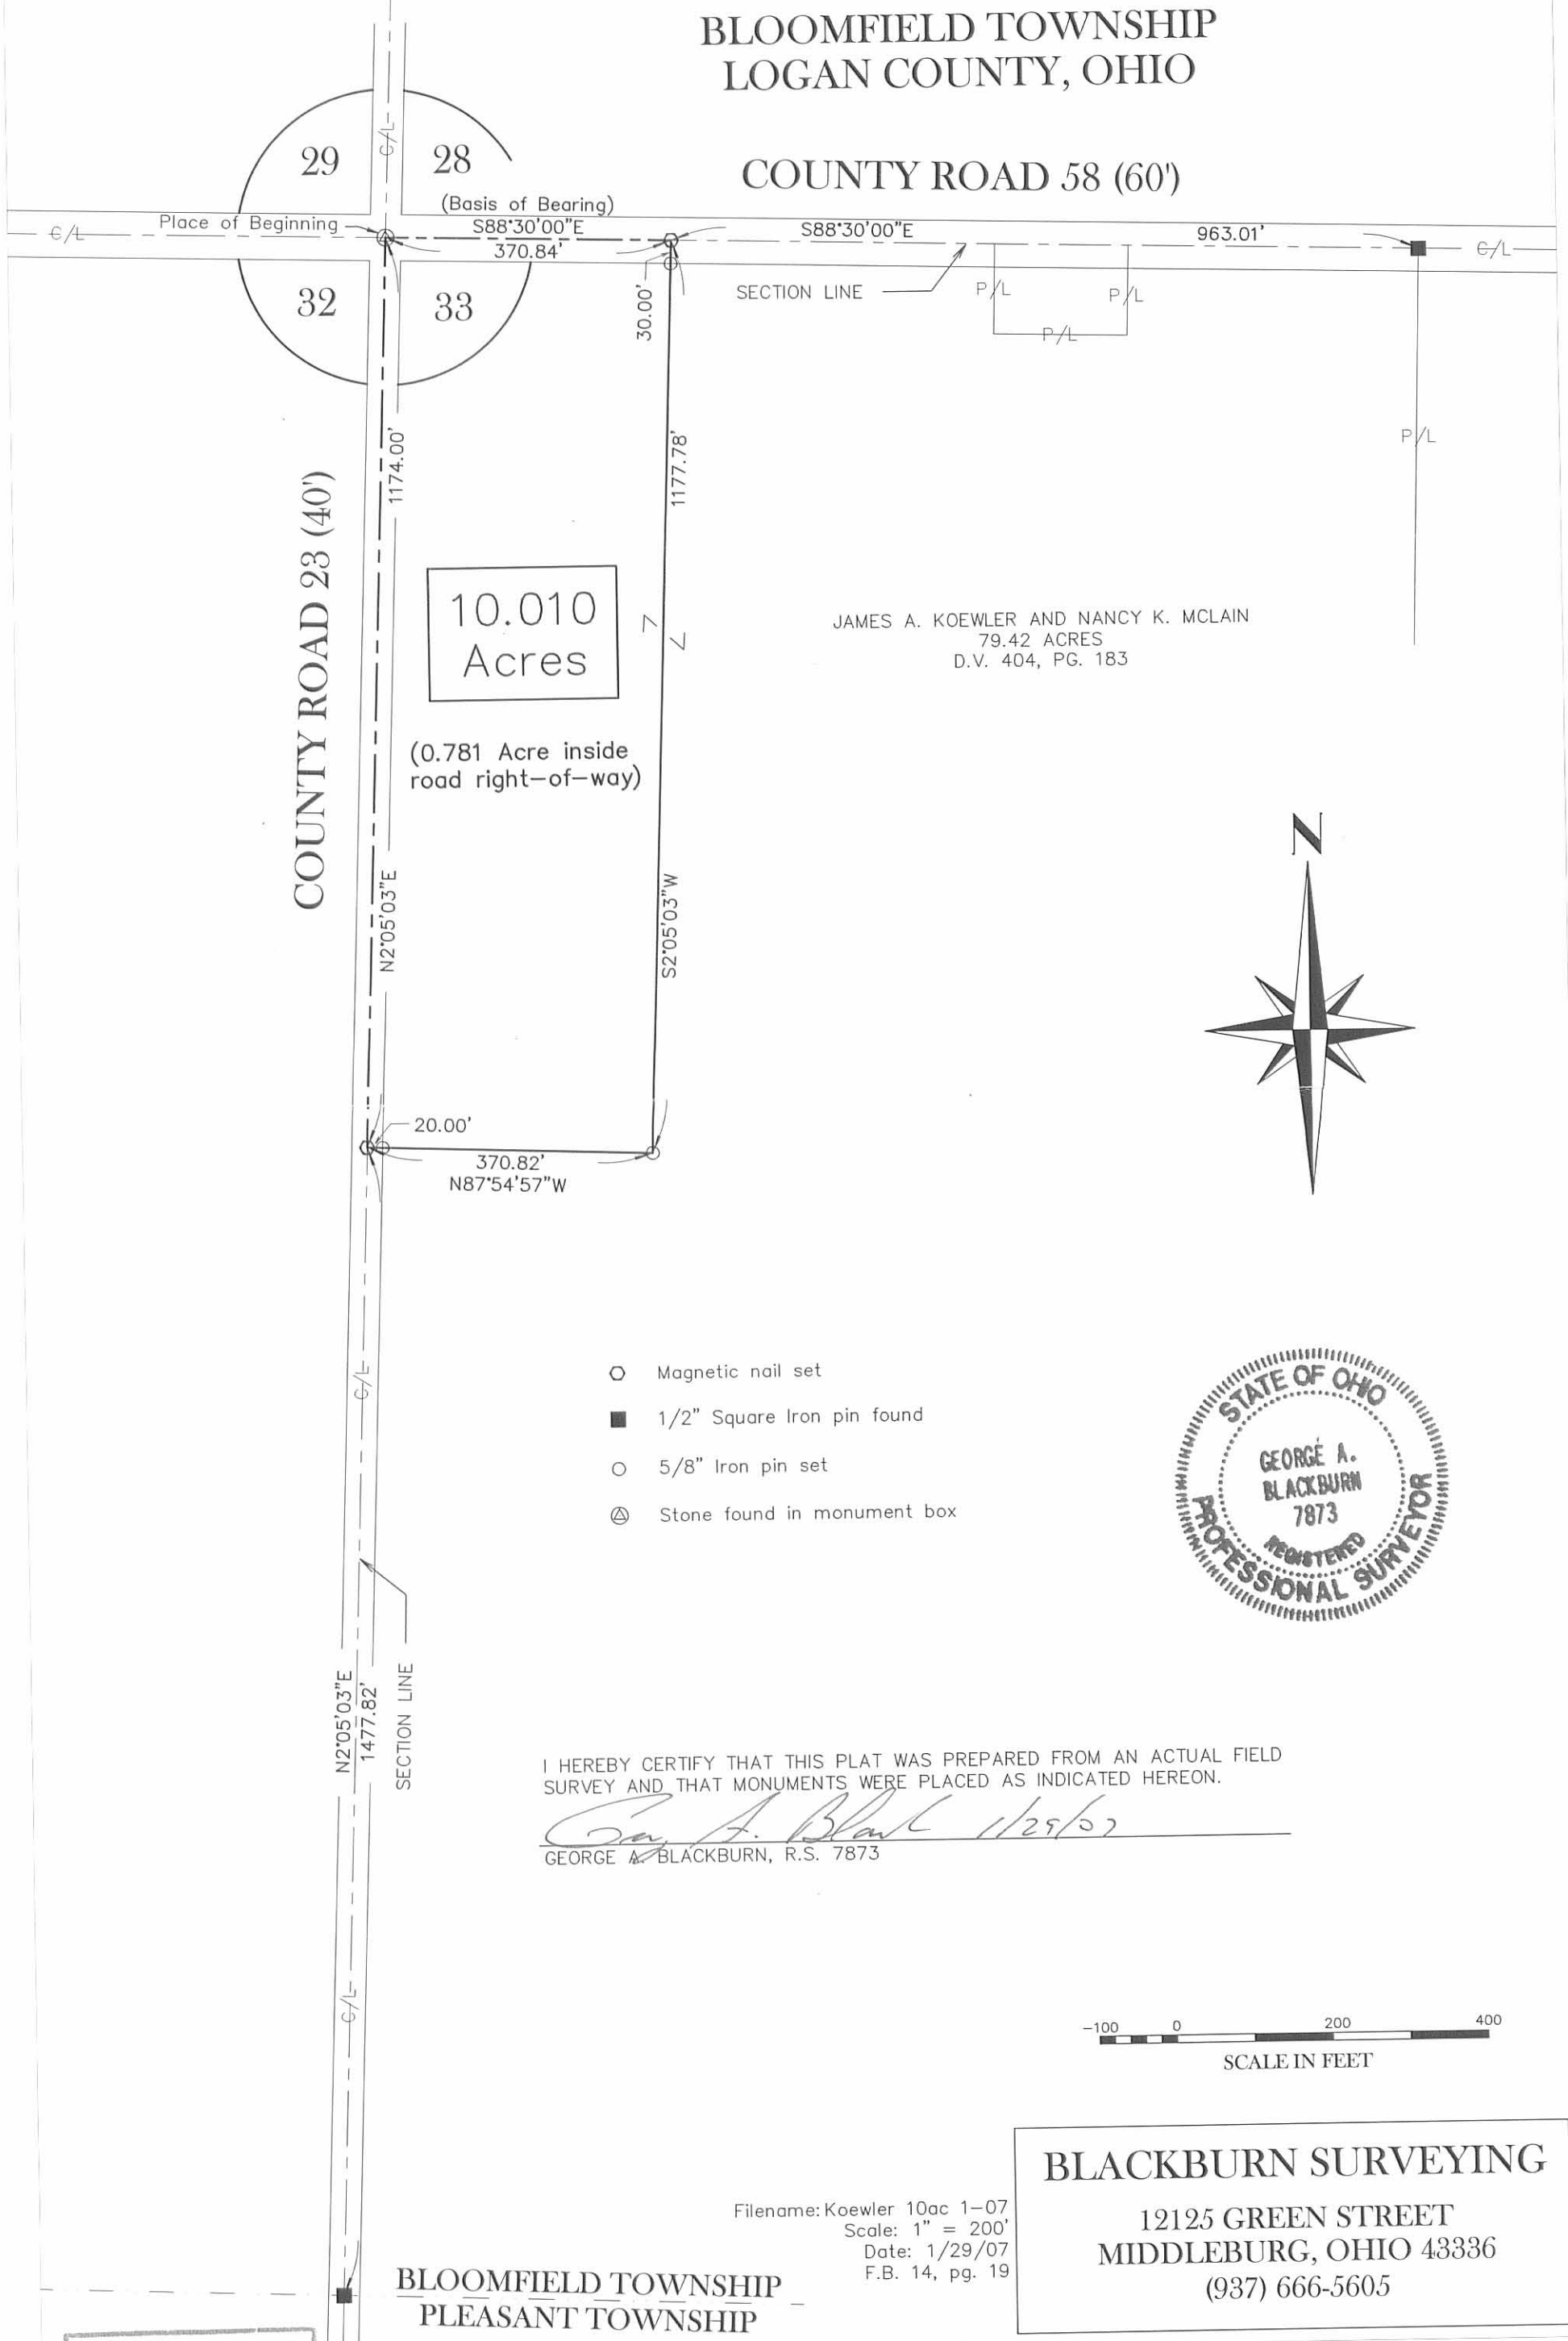 BLOOMFIELD TOWNSHIP
LOGAN COUNTY, OHIO
COUNTY ROAD 58 (60')
29
28
32
33
C/L
(Basis of Bearing)
Place of Beginning
C/L
S88°30'00"E
370.84'
S88°30'00"E
963.01'
C/L
SECTION LINE
P/L
P/L
P/L
P/L
30.00'
1174.00'
1177.78'
COUNTY ROAD 23 (40')
10.010
Acres
(0.781 Acre inside
road right-of-way)
JAMES A. KOEWLER AND NANCY K. MCLAIN
79.42 ACRES
D.V. 404, PG. 183
N
N2°05'03"E
S2°05'03"W
20.00'
370.82'
N87°54'57"W
C/L
Magnetic nail set
1/2" Square Iron pin found
5/8" Iron pin set
Stone found in monument box
STATE OF OHIO
GEORGE A.
BLACKBURN
7873
REGISTERED
PROFESSIONAL SURVEYOR
N2°05'03"E
1477.82'
SECTION LINE
I HEREBY CERTIFY THAT THIS PLAT WAS PREPARED FROM AN ACTUAL FIELD
SURVEY AND THAT MONUMENTS WERE PLACED AS INDICATED HEREON.
1/29/07
GEORGE A. BLACKBURN, R.S. 7873
C/L
-100 0 200 400
SCALE IN FEET
BLACKBURN SURVEYING
12125 GREEN STREET
MIDDLEBURG, OHIO 43336
(937) 666-5605
Filename: Koewler 10ac 1-07
Scale: 1" = 200'
Date: 1/29/07
F.B. 14, pg. 19
BLOOMFIELD TOWNSHIP
PLEASANT TOWNSHIP